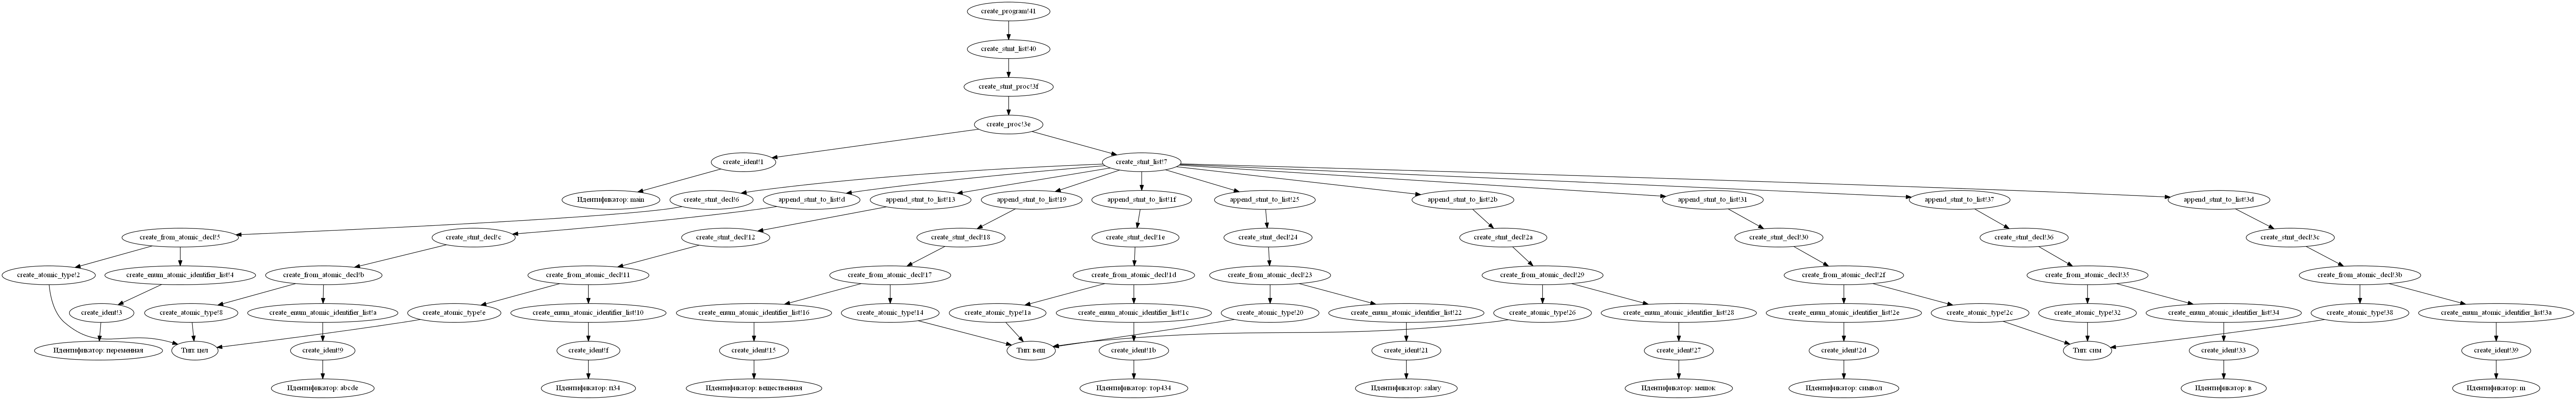 create_program!41
create_stmt_list!40
create_stmt_proc!3f
create_proc!3e
create_ident!1
create_stmt_list!7
Идентификатор: main
create_stmt_decl!6
append_stmt_to_list!d
append_stmt_to_list!13
append_stmt_to_list!19
append_stmt_to_list!1f
append_stmt_to_list!25
append_stmt_to_list!2b
append_stmt_to_list!31
append_stmt_to_list!37
append_stmt_to_list!3d
create_from_atomic_decl!5
create_stmt_decl!c
create_stmt_decl!12
create_stmt_decl!18
create_stmt_decl!1e
create_stmt_decl!24
create_stmt_decl!2a
create_stmt_decl!30
create_stmt_decl!36
create_stmt_decl!3c
create_atomic_type!2
create_enum_atomic_identifier_list!4
create_from_atomic_decl!b
create_from_atomic_decl!11
create_from_atomic_decl!17
create_from_atomic_decl!1d
create_from_atomic_decl!23
create_from_atomic_decl!29
create_from_atomic_decl!2f
create_from_atomic_decl!35
create_from_atomic_decl!3b
create_ident!3
create_atomic_type!8
create_enum_atomic_identifier_list!a
create_atomic_type!e
create_enum_atomic_identifier_list!10
create_enum_atomic_identifier_list!16
create_atomic_type!14
create_atomic_type!1a
create_enum_atomic_identifier_list!1c
create_atomic_type!20
create_enum_atomic_identifier_list!22
create_atomic_type!26
create_enum_atomic_identifier_list!28
create_enum_atomic_identifier_list!2e
create_atomic_type!2c
create_atomic_type!32
create_enum_atomic_identifier_list!34
create_atomic_type!38
create_enum_atomic_identifier_list!3a
Идентификатор: переменная
Тип: цел
create_ident!9
create_ident!f
create_ident!15
Тип: вещ
create_ident!1b
create_ident!21
create_ident!27
create_ident!2d
Тип: сим
create_ident!33
create_ident!39
Идентификатор: abcde
Идентификатор: п34
Идентификатор: вещественная
Идентификатор: тор434
Идентификатор: salary
Идентификатор: мешок
Идентификатор: символ
Идентификатор: в
Идентификатор: m